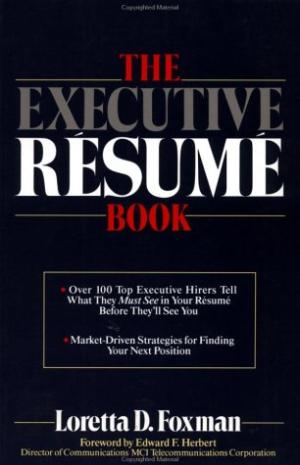 Copyrighted Material
THE
EXECUTIVE
RÉSUMÉ
BOOK
• Over 100 Top Executive Hirers Tell
What They Must See in Your Résumé
Before They'll See You
• Market-Driven Strategies for Finding
Your Next Position
Loretta D. Foxman
Foreword by Edward F. Herbert
Director of Communications MCI Telecommunications Corporation
Copyrighted Material